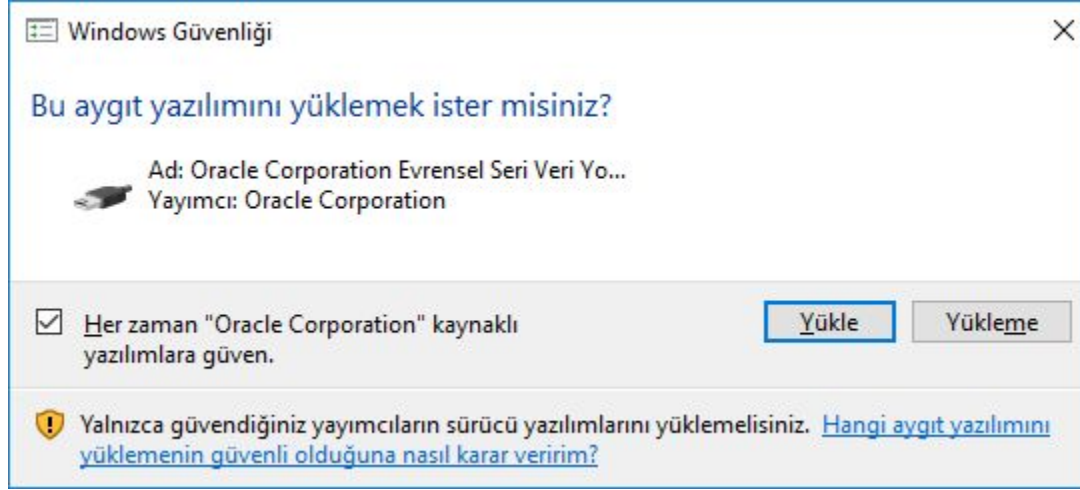 Windows Güvenliği
Bu aygıt yazılımını yüklemek ister misiniz?
Ad: Oracle Corporation Evrensel Seri Veri Yo...
Yayımcı: Oracle Corporation
Her zaman "Oracle Corporation" kaynaklı
yazılımlara güven.
Yükle
Yükleme
Yalnızca güvendiğiniz yayımcıların sürücü yazılımlarını yüklemelisiniz. Hangi aygıt yazılımını
yüklemenin güvenli olduğuna nasıl karar veririm?